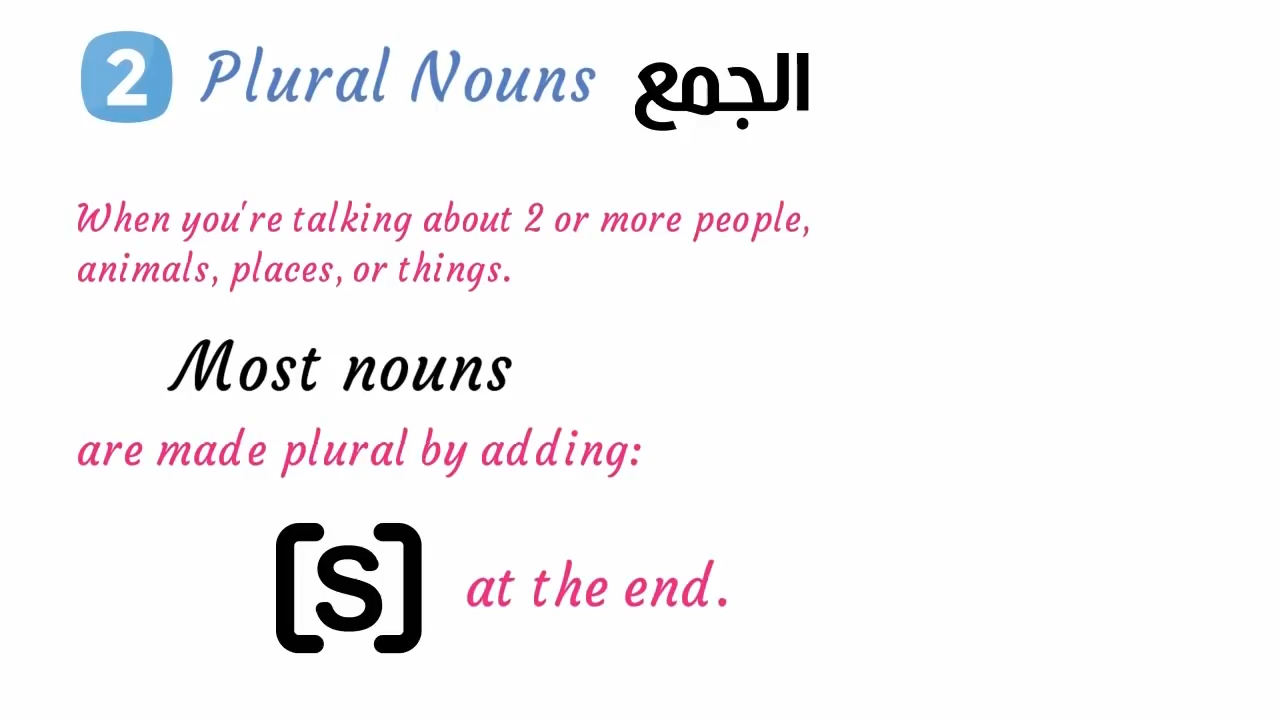 2 Plural Nouns الجمع
When you're talking about 2 or more people,
animals, places, or things.
Most nouns
are made plural by adding:
[s] at the end.